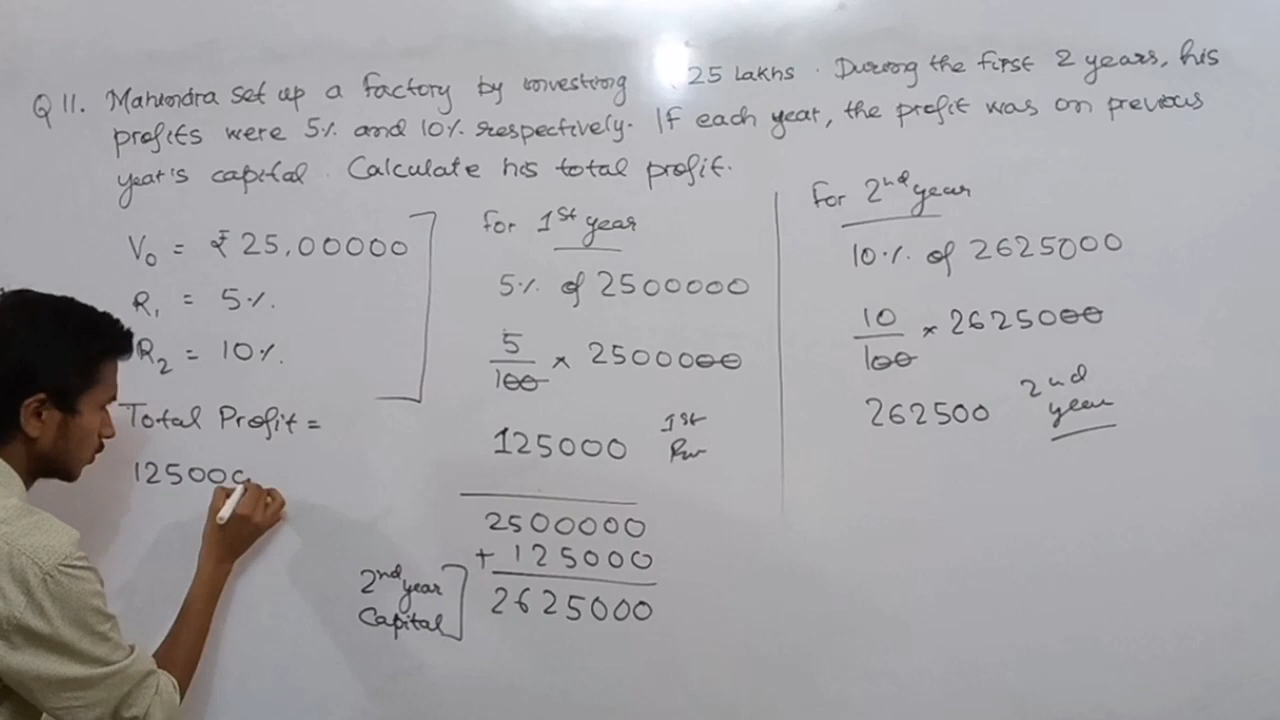 Q 11. Mahindra set up a factory by investing 25 Lakhs. During the first 2 years, his
profits were 5% and 10% respectively. If each year, the profit was on previous
year's capital. Calculate his total profit.
V₀ = ₹ 25,00000
R₁ = 5%.
R₂ = 10%.
Total Profit =
12500
for 1st year
5% of 2500000
5/100 × 2500000
125000 1st
2500000
+ 125000
2625000
2nd year
Capital
for 2nd year
10% of 2625000
10/100 × 2625000
262500 2nd
year